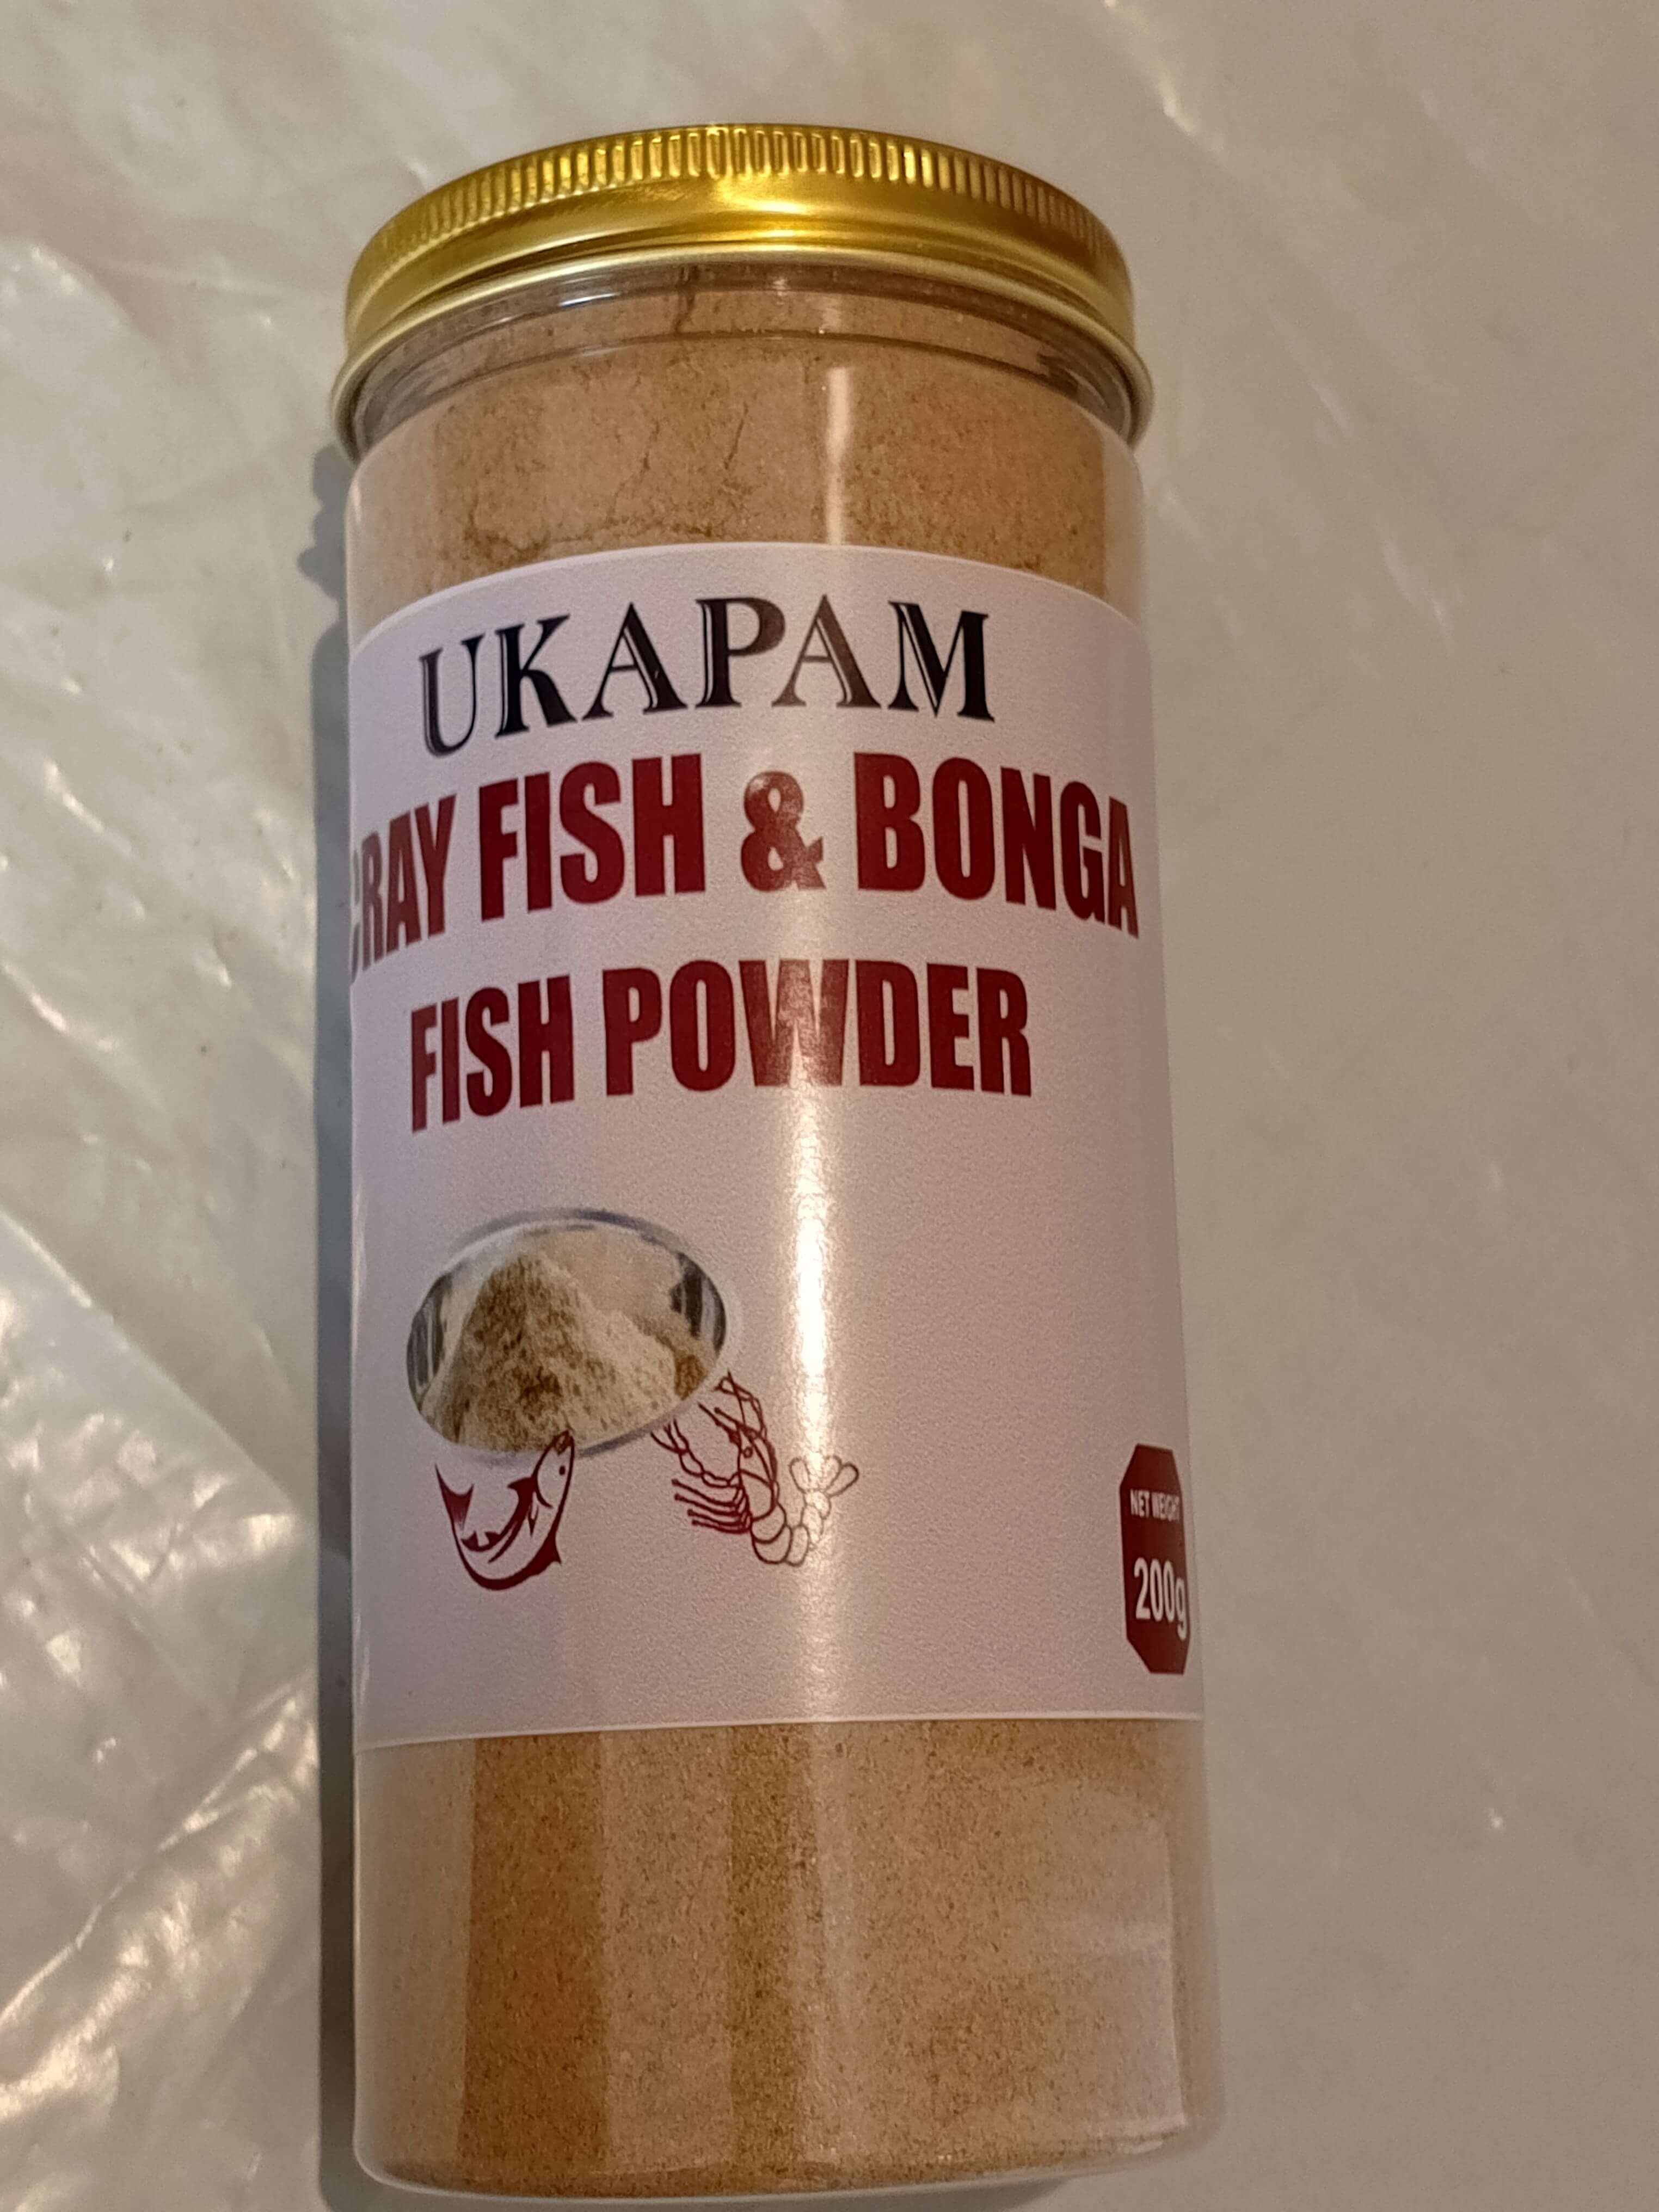 UKAPAM
CRAY FISH & BONGA
FISH POWDER
NET WEIGHT
200g